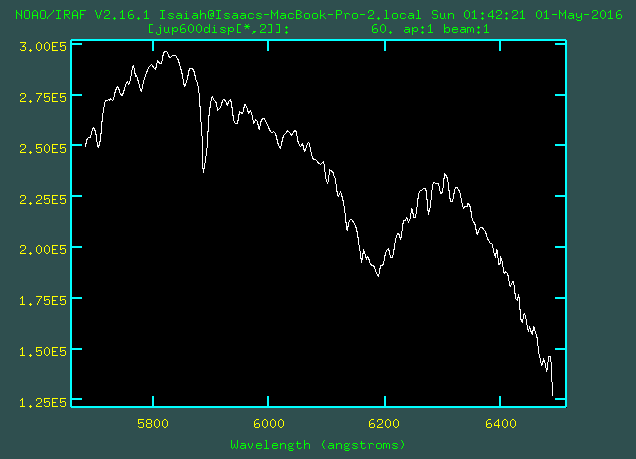 NOAO/IRAF V2.16.1 Isaiah@Isaacs-MacBook-Pro-2.local Sun 01:42:21 01-May-2016
[jup600disp[*,2]]: 60. ap:1 beam:1
3.00E5
2.75E5
2.50E5
2.25E5
2.00E5
1.75E5
1.50E5
1.25E5
5800 6000 6200 6400
Wavelength (angstroms)